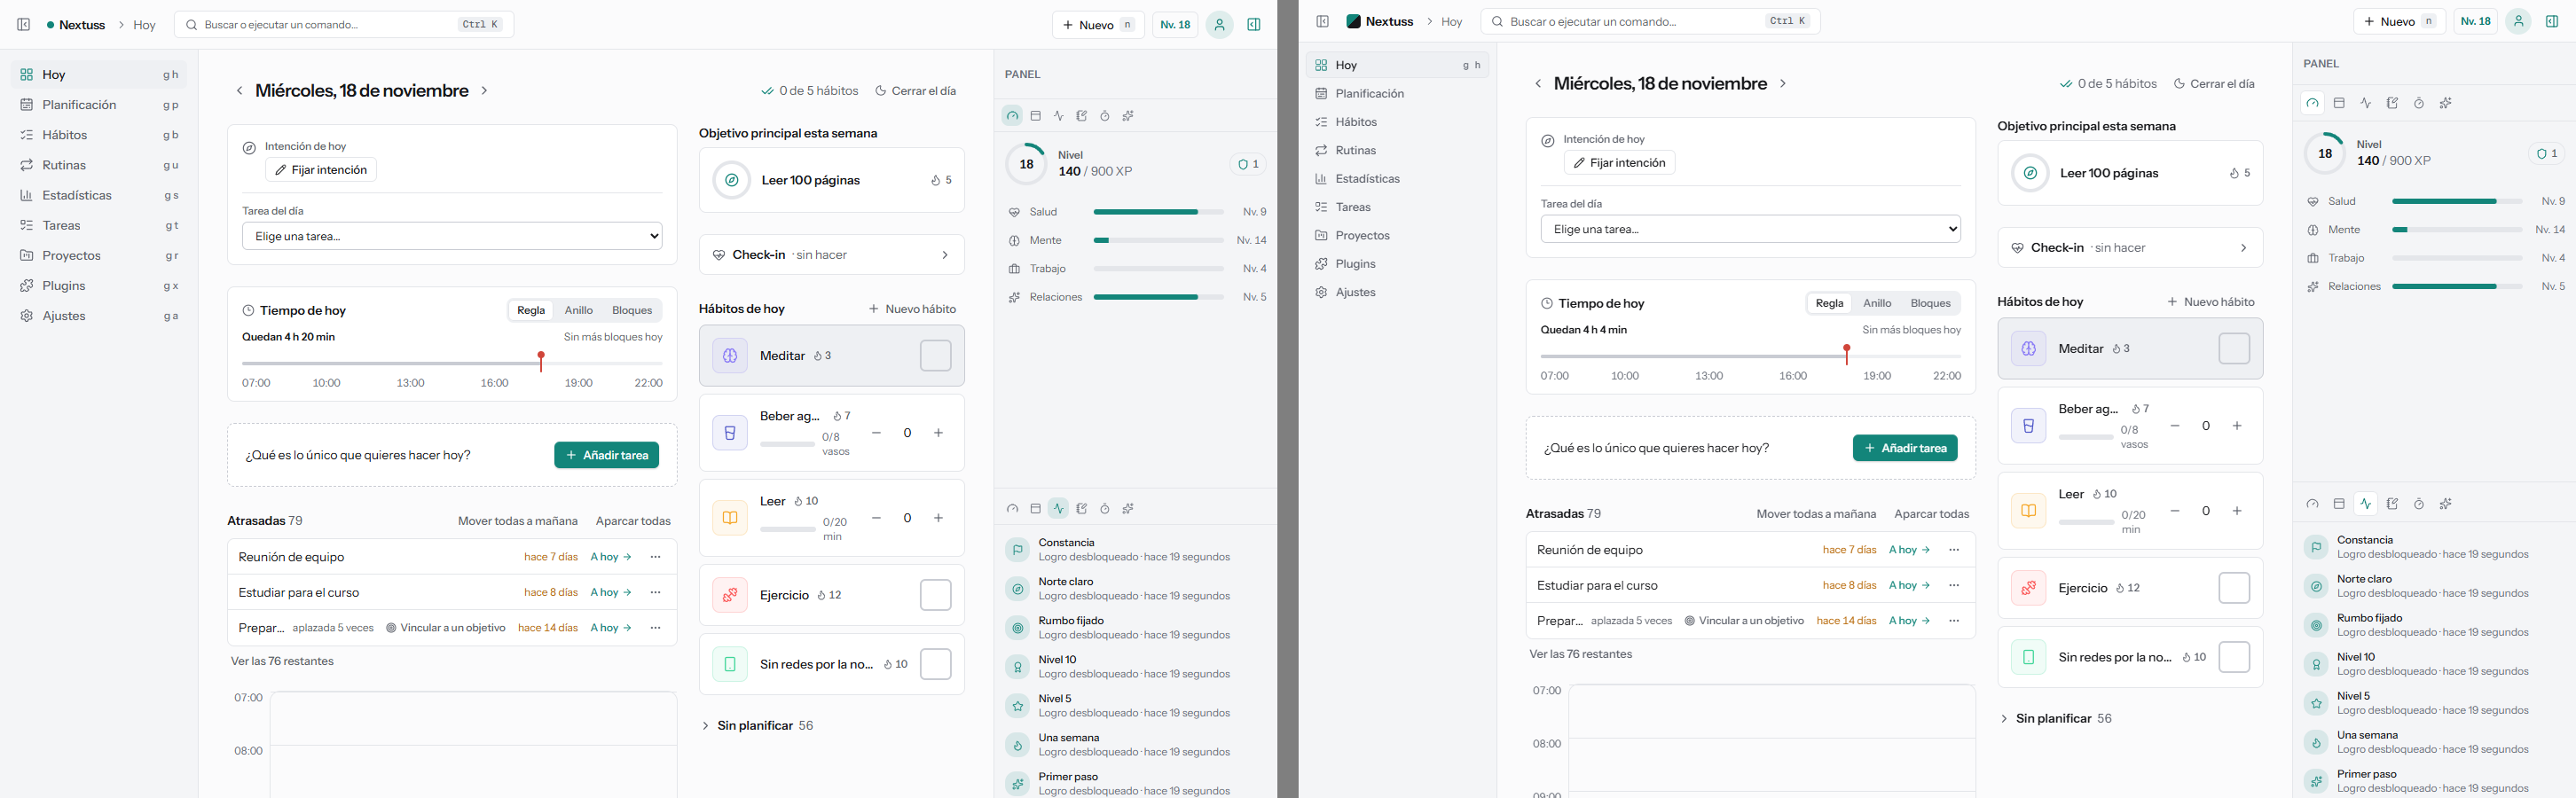 Nextuss > Hoy Buscar o ejecutar un comando... Ctrl K + Nuevo n Nv. 18
Hoy g h
Planificación g p
Hábitos g b
Rutinas g u
Estadísticas g s
Tareas g t
Proyectos g r
Plugins g x
Ajustes g a
Miércoles, 18 de noviembre
0 de 5 hábitos Cerrar el día
Intención de hoy
Fijar intención
Tarea del día
Elige una tarea...
Tiempo de hoy Regla Anillo Bloques
Quedan 4 h 20 min Sin más bloques hoy
07:00 10:00 13:00 16:00 19:00 22:00
¿Qué es lo único que quieres hacer hoy? + Añadir tarea
Atrasadas 79 Mover todas a mañana Aparcar todas
Reunión de equipo hace 7 días A hoy → ...
Estudiar para el curso hace 8 días A hoy → ...
Prepar... aplazada 5 veces Vincular a un objetivo hace 14 días A hoy → ...
Ver las 76 restantes
07:00
08:00
Objetivo principal esta semana
Leer 100 páginas 5
Check-in · sin hacer
Hábitos de hoy + Nuevo hábito
Meditar 3
Beber ag... 7
0/8
vasos
− 0 +
Leer 10
0/20
min
− 0 +
Ejercicio 12
Sin redes por la no... 10
Sin planificar 56
PANEL
18
Nivel
140 / 900 XP
1
Salud Nv. 9
Mente Nv. 14
Trabajo Nv. 4
Relaciones Nv. 5
Constancia
Logro desbloqueado · hace 19 segundos
Norte claro
Logro desbloqueado · hace 19 segundos
Rumbo fijado
Logro desbloqueado · hace 19 segundos
Nivel 10
Logro desbloqueado · hace 19 segundos
Nivel 5
Logro desbloqueado · hace 19 segundos
Una semana
Logro desbloqueado · hace 19 segundos
Primer paso
Logro desbloqueado · hace 19 segundos
Nextuss > Hoy Buscar o ejecutar un comando... Ctrl K + Nuevo n Nv. 18
Hoy g h
Planificación
Hábitos
Rutinas
Estadísticas
Tareas
Proyectos
Plugins
Ajustes
Miércoles, 18 de noviembre
0 de 5 hábitos Cerrar el día
Intención de hoy
Fijar intención
Tarea del día
Elige una tarea...
Tiempo de hoy Regla Anillo Bloques
Quedan 4 h 4 min Sin más bloques hoy
07:00 10:00 13:00 16:00 19:00 22:00
¿Qué es lo único que quieres hacer hoy? + Añadir tarea
Atrasadas 79 Mover todas a mañana Aparcar todas
Reunión de equipo hace 7 días A hoy → ...
Estudiar para el curso hace 8 días A hoy → ...
Prepar... aplazada 5 veces Vincular a un objetivo hace 14 días A hoy → ...
Ver las 76 restantes
07:00
08:00
09:00
Objetivo principal esta semana
Leer 100 páginas 5
Check-in · sin hacer
Hábitos de hoy + Nuevo hábito
Meditar 3
Beber ag... 7
0/8
vasos
− 0 +
Leer 10
0/20
min
− 0 +
Ejercicio 12
Sin redes por la no... 10
Sin planificar 56
PANEL
18
Nivel
140 / 900 XP
1
Salud Nv. 9
Mente Nv. 14
Trabajo Nv. 4
Relaciones Nv. 5
Constancia
Logro desbloqueado · hace 19 segundos
Norte claro
Logro desbloqueado · hace 19 segundos
Rumbo fijado
Logro desbloqueado · hace 19 segundos
Nivel 10
Logro desbloqueado · hace 19 segundos
Nivel 5
Logro desbloqueado · hace 19 segundos
Una semana
Logro desbloqueado · hace 19 segundos
Primer paso
Logro desbloqueado · hace 19 segundos